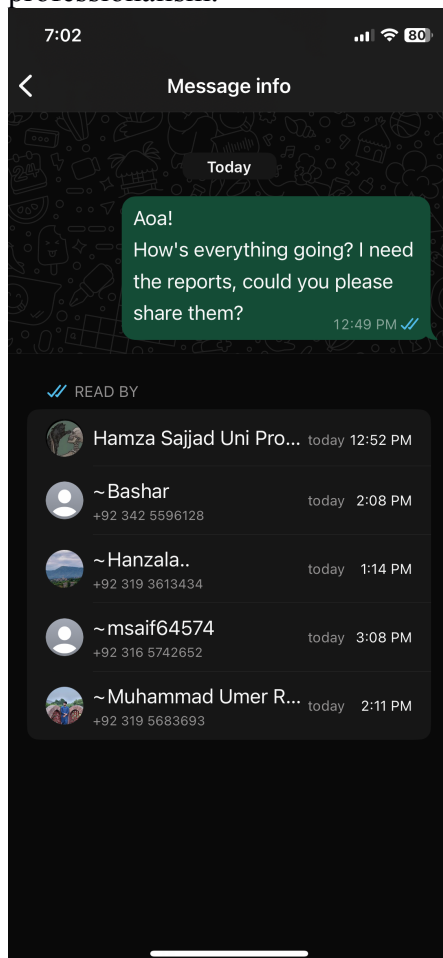 professionalism.
7:02
80
Message info
Today
Aoa!
How's everything going? I need
the reports, could you please
share them?
12:49 PM
READ BY
Hamza Sajjad Uni Pro... today 12:52 PM
~Bashar
+92 342 5596128
today 2:08 PM
~Hanzala..
+92 319 3613434
today 1:14 PM
~msaif64574
+92 316 5742652
today 3:08 PM
~Muhammad Umer R...
+92 319 5683693
today 2:11 PM